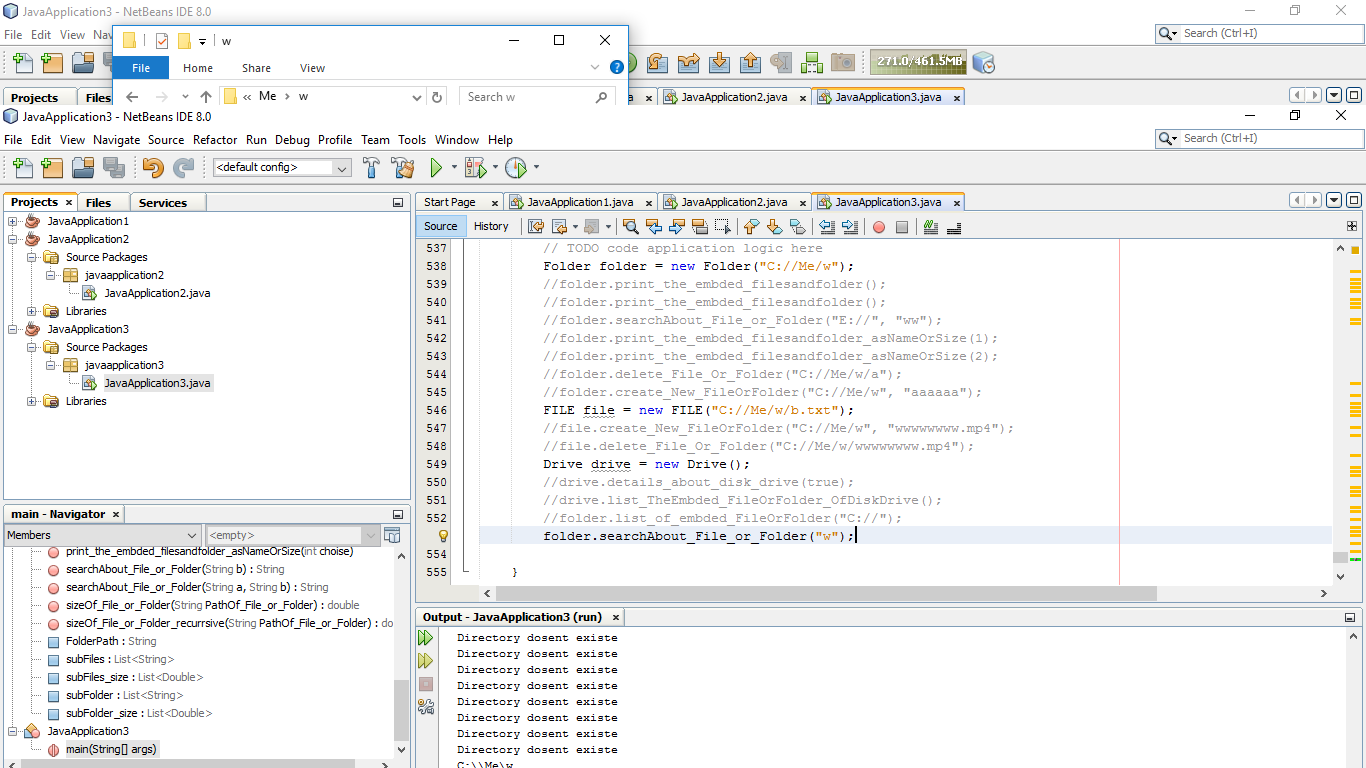 JavaApplication3 - NetBeans IDE 8.0
File Edit View Nav
w
File Home Share View
Me w
Search w
Search (Ctrl+I)
271.0/461.5MB
Projects Files
a JavaApplication2.java JavaApplication3.java
JavaApplication3 - NetBeans IDE 8.0
File Edit View Navigate Source Refactor Run Debug Profile Team Tools Window Help
Search (Ctrl+I)
<default config>
Projects Files Services
JavaApplication1
JavaApplication2
Source Packages
javaapplication2
JavaApplication2.java
Libraries
JavaApplication3
Source Packages
javaapplication3
JavaApplication3.java
Libraries
main - Navigator
Members <empty>
print_the_embded_filesandfolder_asNameOrSize(int choise)
searchAbout_File_or_Folder(String b) : String
searchAbout_File_or_Folder(String a, String b) : String
sizeOf_File_or_Folder(String PathOf_File_or_Folder) : double
sizeOf_File_or_Folder_recurrsive(String PathOf_File_or_Folder) : do
FolderPath : String
subFiles : List<String>
subFiles_size : List<Double>
subFolder : List<String>
subFolder_size : List<Double>
JavaApplication3
main(String[] args)
Start Page JavaApplication1.java JavaApplication2.java JavaApplication3.java
Source History
537 // TODO code application logic here
538 Folder folder = new Folder("C://Me/w");
539 //folder.print_the_embded_filesandfolder();
540 //folder.print_the_embded_filesandfolder();
541 //folder.searchAbout_File_or_Folder("E://", "ww");
542 //folder.print_the_embded_filesandfolder_asNameOrSize(1);
543 //folder.print_the_embded_filesandfolder_asNameOrSize(2);
544 //folder.delete_File_Or_Folder("C://Me/w/a");
545 //folder.create_New_FileOrFolder("C://Me/w", "aaaaaa");
546 FILE file = new FILE("C://Me/w/b.txt");
547 //file.create_New_FileOrFolder("C://Me/w", "wwwwwwww.mp4");
548 //file.delete_File_Or_Folder("C://Me/w/wwwwwwww.mp4");
549 Drive drive = new Drive();
550 //drive.details_about_disk_drive(true);
551 //drive.list_TheEmbded_FileOrFolder_OfDiskDrive();
552 //folder.list_of_embded_FileOrFolder("C://");
folder.searchAbout_File_or_Folder("w");
554
555 }
Output - JavaApplication3 (run)
Directory dosent existe
Directory dosent existe
Directory dosent existe
Directory dosent existe
Directory dosent existe
Directory dosent existe
Directory dosent existe
Directory dosent existe
C:\\Me\w